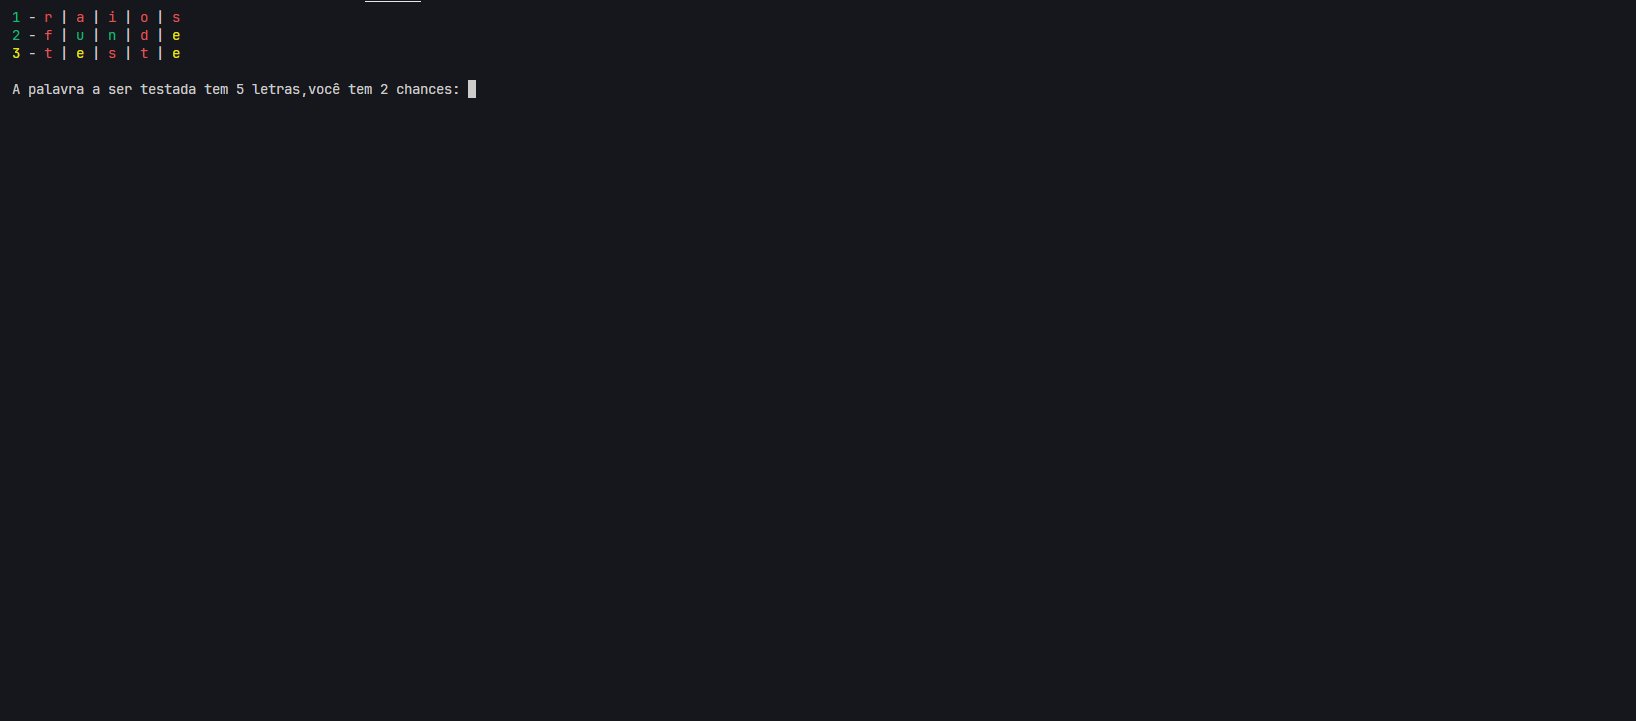 1 - r | a | i | o | s
2 - f | u | n | d | e
3 - t | e | s | t | e
A palavra a ser testada tem 5 letras,você tem 2 chances: